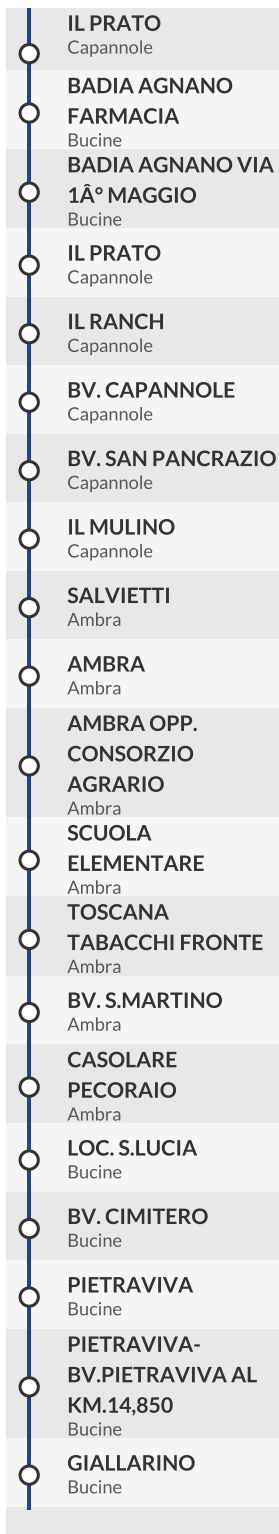 IL PRATO
Capannole
BADIA AGNANO
FARMACIA
Bucine
BADIA AGNANO VIA
1Â° MAGGIO
Bucine
IL PRATO
Capannole
IL RANCH
Capannole
BV. CAPANNOLE
Capannole
BV. SAN PANCRAZIO
Capannole
IL MULINO
Capannole
SALVIETTI
Ambra
AMBRA
Ambra
AMBRA OPP.
CONSORZIO
AGRARIO
Ambra
SCUOLA
ELEMENTARE
Ambra
TOSCANA
TABACCHI FRONTE
Ambra
BV. S.MARTINO
Ambra
CASOLARE
PECORAIO
Ambra
LOC. S.LUCIA
Bucine
BV. CIMITERO
Bucine
PIETRAVIVA
Bucine
PIETRAVIVA-
BV.PIETRAVIVA AL
KM.14,850
Bucine
GIALLARINO
Bucine